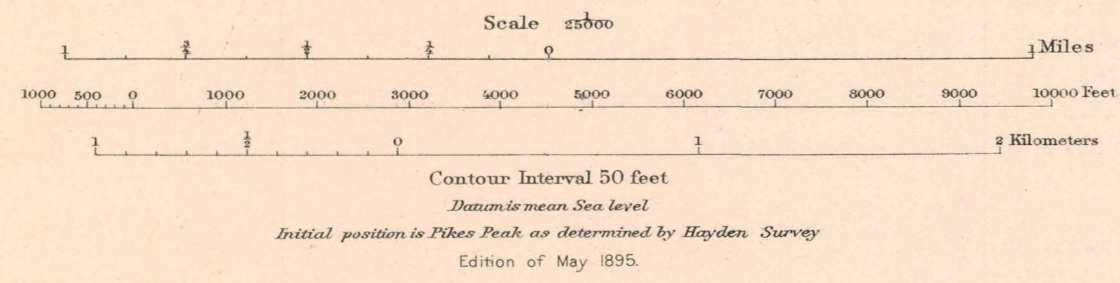 Scale 1/25000
1 3/4 1/2 1/4 0 1 Miles
1000 500 0 1000 2000 3000 4000 5000 6000 7000 8000 9000 10000 Feet
1 1/2 0 1 2 Kilometers
Contour Interval 50 feet
Datum is mean Sea level
Initial position is Pikes Peak as determined by Hayden Survey
Edition of May 1895.